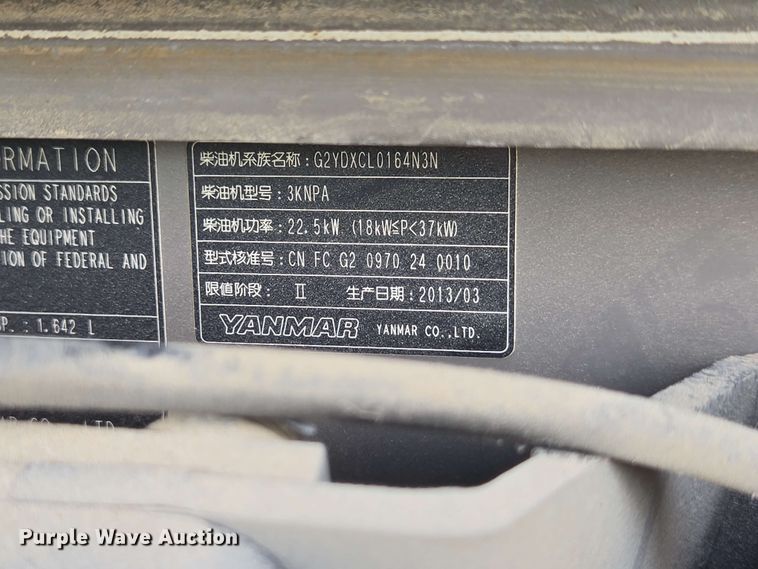 ORMATION
SSION STANDARDS
LING OR INSTALLING
HE EQUIPMENT
ION OF FEDERAL AND
P. : 1.642 L
柴油机系族名称: G2YDXCL0164N3N
柴油机型号: 3KNPA
柴油机功率: 22.5kW (18kW≦P<37kW)
型式核准号: CN FC G2 0970 24 0010
限值阶段: Ⅱ 生产日期: 2013/03
YANMAR YANMAR CO.,LTD.
Purple Wave Auction